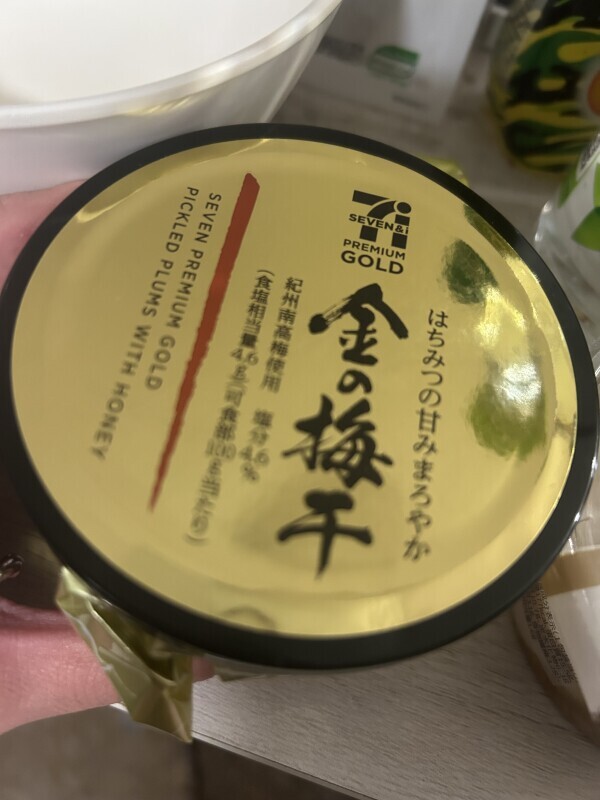 SEVEN&i
PREMIUM
GOLD
はちみつの甘みまろやか
金の梅干
紀州南高梅使用 塩分4.6%
(食塩相当量4.6g/可食部100g当たり)
SEVEN PREMIUM GOLD
PICKLED PLUMS WITH HONEY